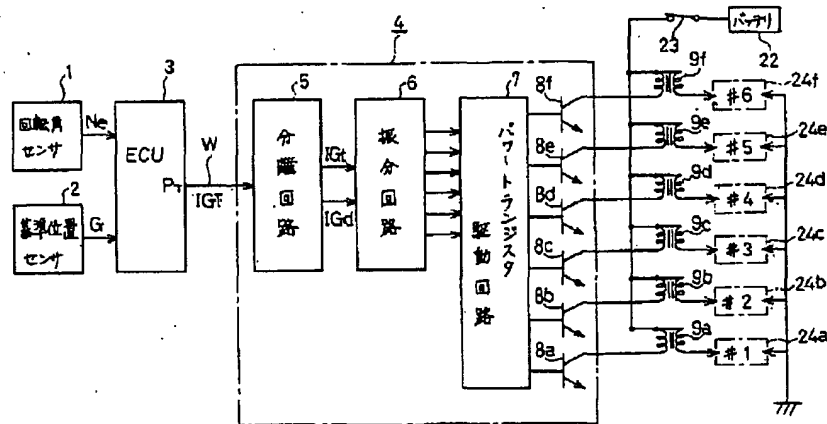 バッテリ
22
23
4
1
回転角
センサ
Ne
2
基準位置
センサ
G
3
ECU
P_T
W
IGT
5
分離回路
IGt
IGd
6
振分回路
7
パワートランジスタ
駆動回路
8f
8e
8d
8c
8b
8a
9f
9e
9d
9c
9b
9a
#6
#5
#4
#3
#2
#1
24f
24e
24d
24c
24b
24a